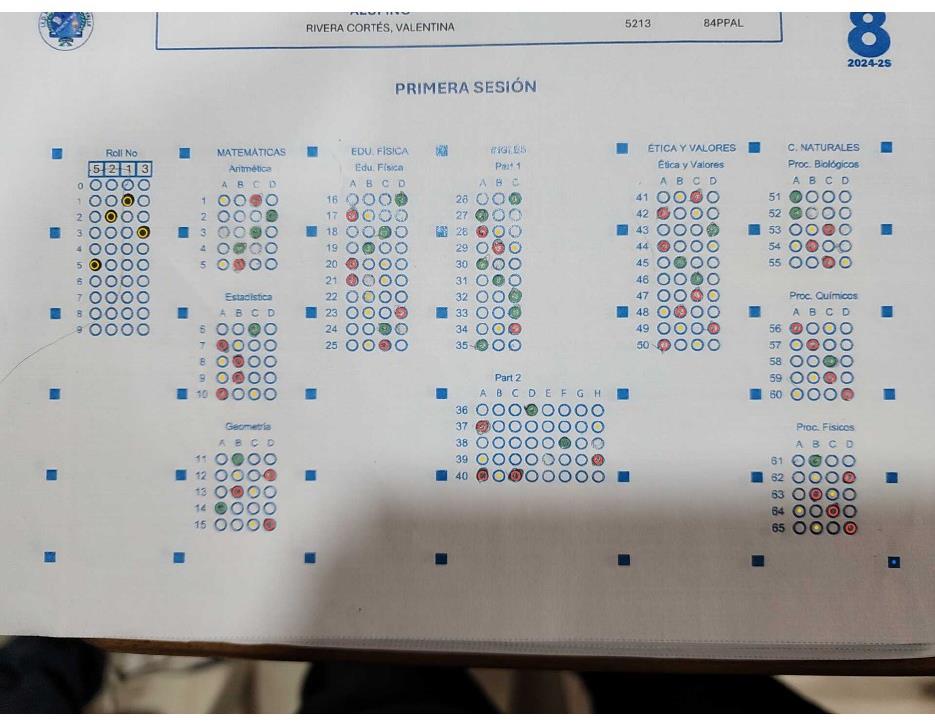 RIVERA CORTÉS, VALENTINA 5213 84PPAL
8
2024-2S
PRIMERA SESIÓN
Roll No
5 2 1 3
0
1
2
3
4
5
6
7
8
9
MATEMÁTICAS
Aritmética
A B C D
1
2
3
4
5
Estadística
A B C D
6
7
8
9
10
Geometría
A B C D
11
12
13
14
15
EDU. FÍSICA
Edu. Física
A B C D
16
17
18
19
20
21
22
23
24
25
Part 1
A B C
26
27
28
29
30
31
32
33
34
35
Part 2
A B C D E F G H
36
37
38
39
40
ÉTICA Y VALORES
Ética y Valores
A B C D
41
42
43
44
45
46
47
48
49
50
C. NATURALES
Proc. Biológicos
A B C D
51
52
53
54
55
Proc. Químicos
A B C D
56
57
58
59
60
Proc. Físicos
A B C D
61
62
63
64
65